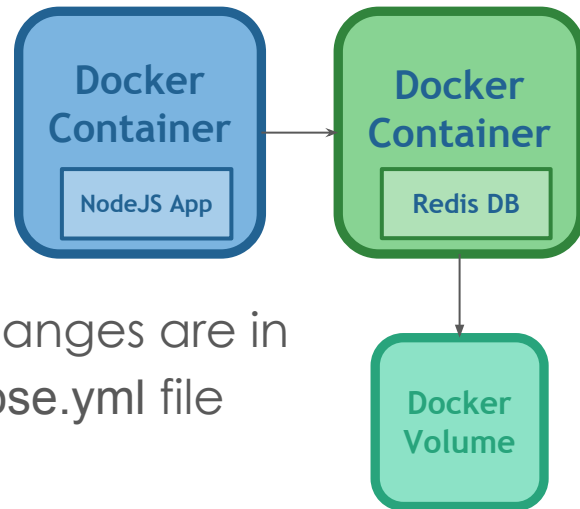 Docker
Container
NodeJS App
Docker
Container
Redis DB
anges are in
ose.yml file
Docker
Volume